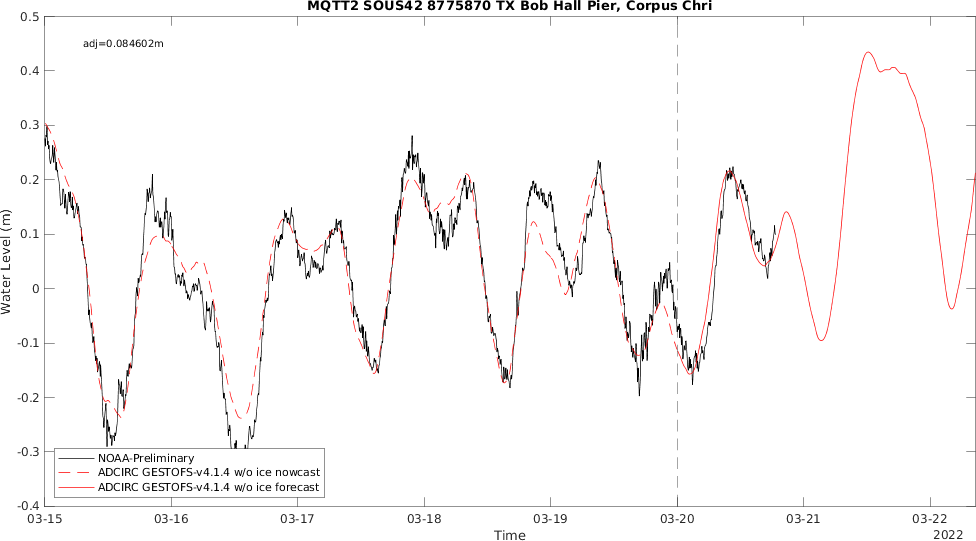 MQTT2 SOUS42 8775870 TX Bob Hall Pier, Corpus Chri
adj=0.084602m
Water Level (m)
0.5
0.4
0.3
0.2
0.1
0
-0.1
-0.2
-0.3
-0.4
NOAA-Preliminary
ADCIRC GESTOFS-v4.1.4 w/o ice nowcast
ADCIRC GESTOFS-v4.1.4 w/o ice forecast
03-15 03-16 03-17 03-18 03-19 03-20 03-21 03-22
Time
2022